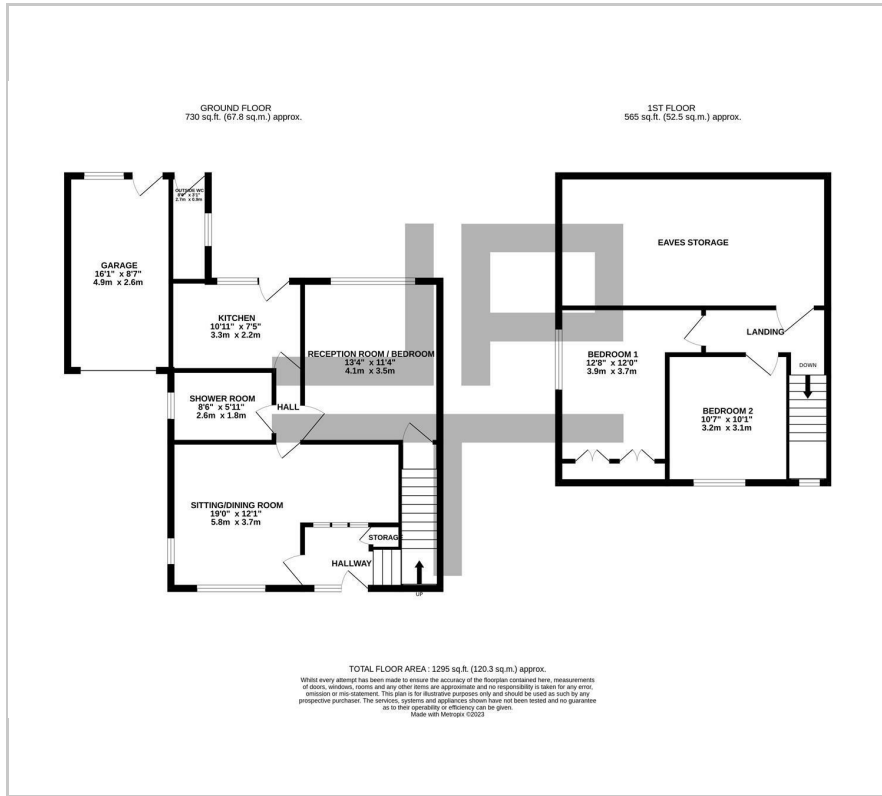 GROUND FLOOR
730 sq.ft. (67.8 sq.m.) approx.
1ST FLOOR
565 sq.ft. (52.5 sq.m.) approx.
OUTSIDE WC
2.7m x 0.9m
GARAGE
16'1" x 8'7"
4.9m x 2.6m
KITCHEN
10'11" x 7'5"
3.3m x 2.2m
RECEPTION ROOM / BEDROOM
13'4" x 11'4"
4.1m x 3.5m
SHOWER ROOM
8'6" x 5'11"
2.6m x 1.8m
HALL
SITTING/DINING ROOM
19'0" x 12'1"
5.8m x 3.7m
STORAGE
HALLWAY
UP
EAVES STORAGE
LANDING
BEDROOM 1
12'8" x 12'0"
3.9m x 3.7m
DOWN
BEDROOM 2
10'7" x 10'1"
3.2m x 3.1m
TOTAL FLOOR AREA : 1295 sq.ft. (120.3 sq.m.) approx.
Whilst every attempt has been made to ensure the accuracy of the floorplan contained here, measurements
of doors, windows, rooms and any other items are approximate and no responsibility is taken for any error,
omission or mis-statement. This plan is for illustrative purposes only and should be used as such by any
prospective purchaser. The services, systems and appliances shown have not been tested and no guarantee
as to their operability or efficiency can be given.
Made with Metropix ©2023